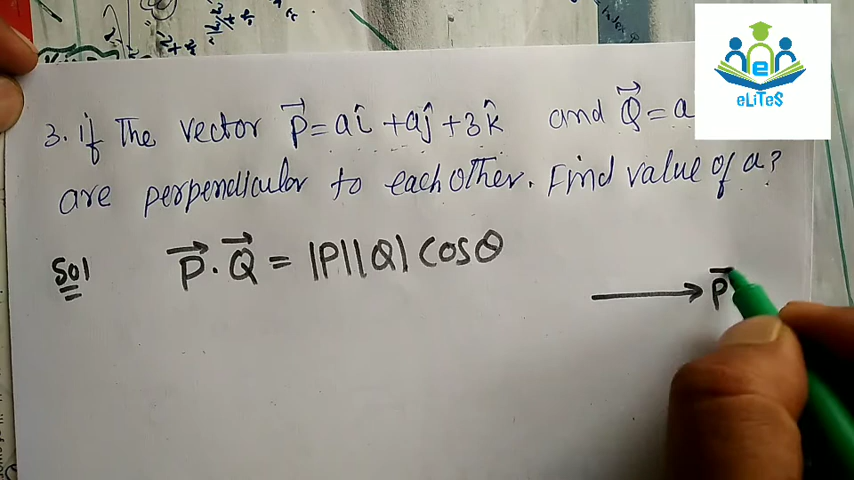 3. if The vector P⃗ = aî + aĵ + 3k̂ and Q⃗ = a
are perpendicular to each other. Find value of a?
Sol P⃗ . Q⃗ = |P||Q| cosθ
P⃗
e
eLiTeS